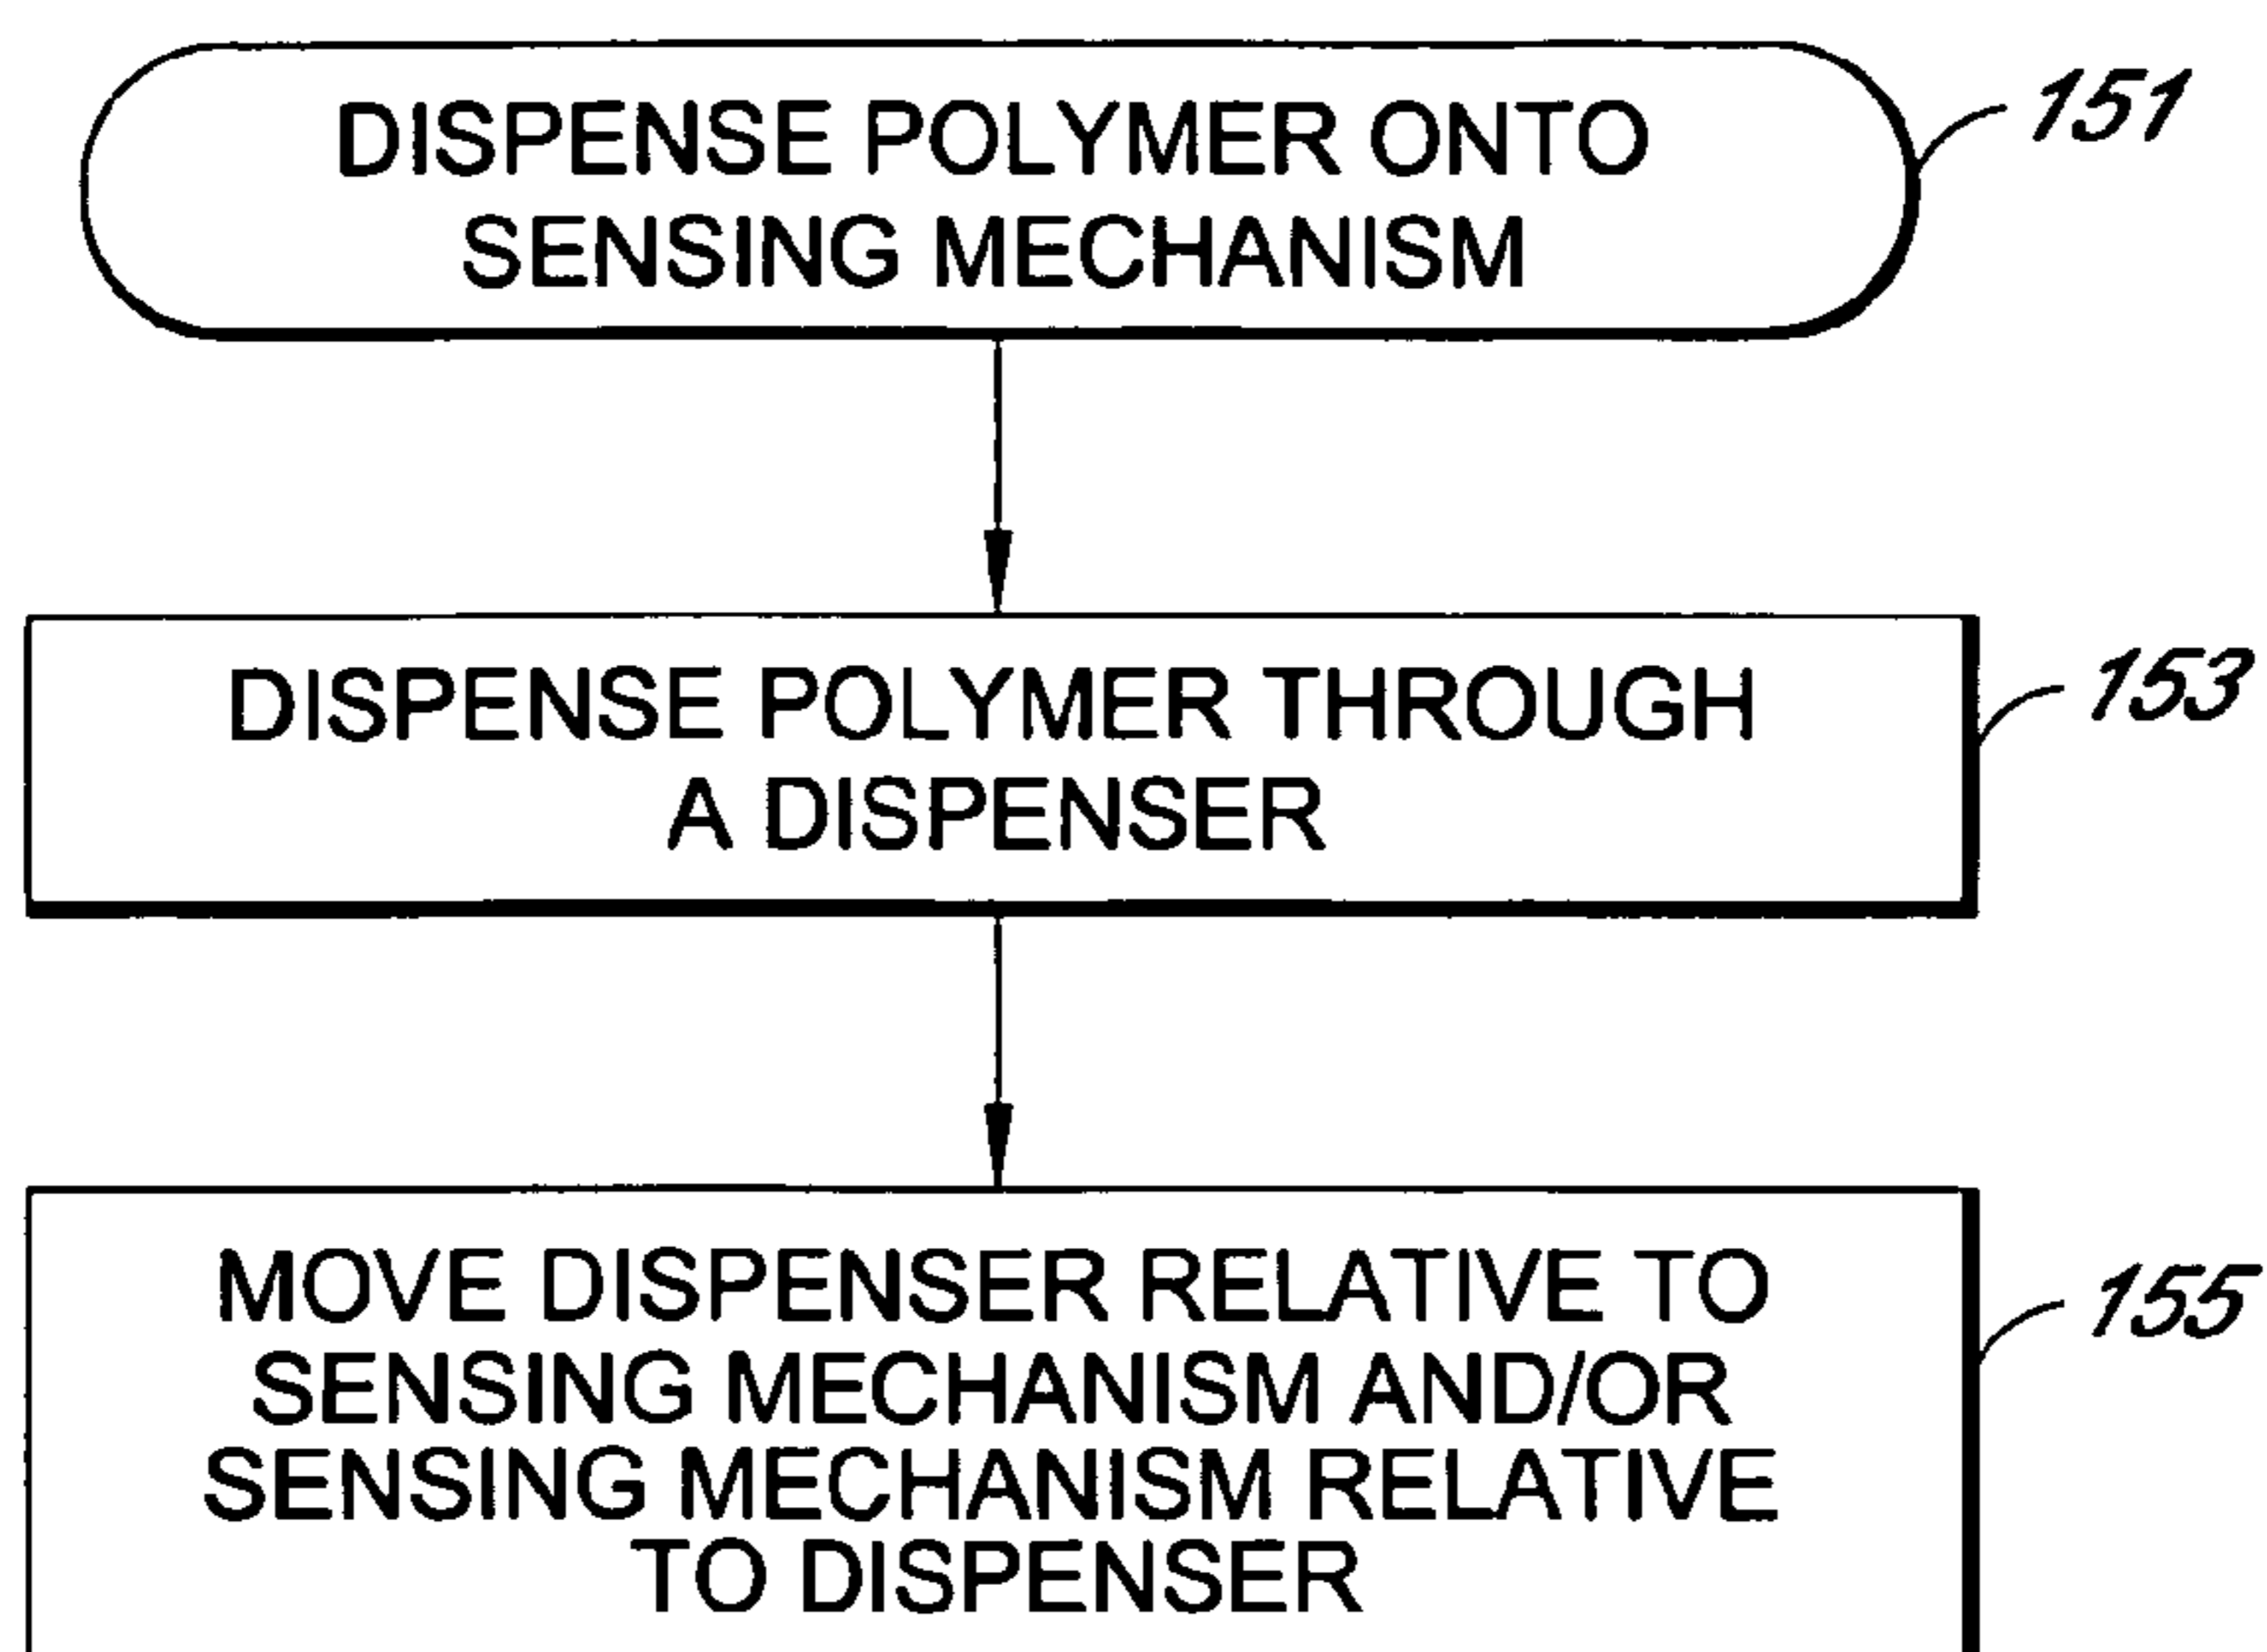 DISPENSE POLYMER ONTO
SENSING MECHANISM
151
DISPENSE POLYMER THROUGH
A DISPENSER
153
MOVE DISPENSER RELATIVE TO
SENSING MECHANISM AND/OR
SENSING MECHANISM RELATIVE
TO DISPENSER
155